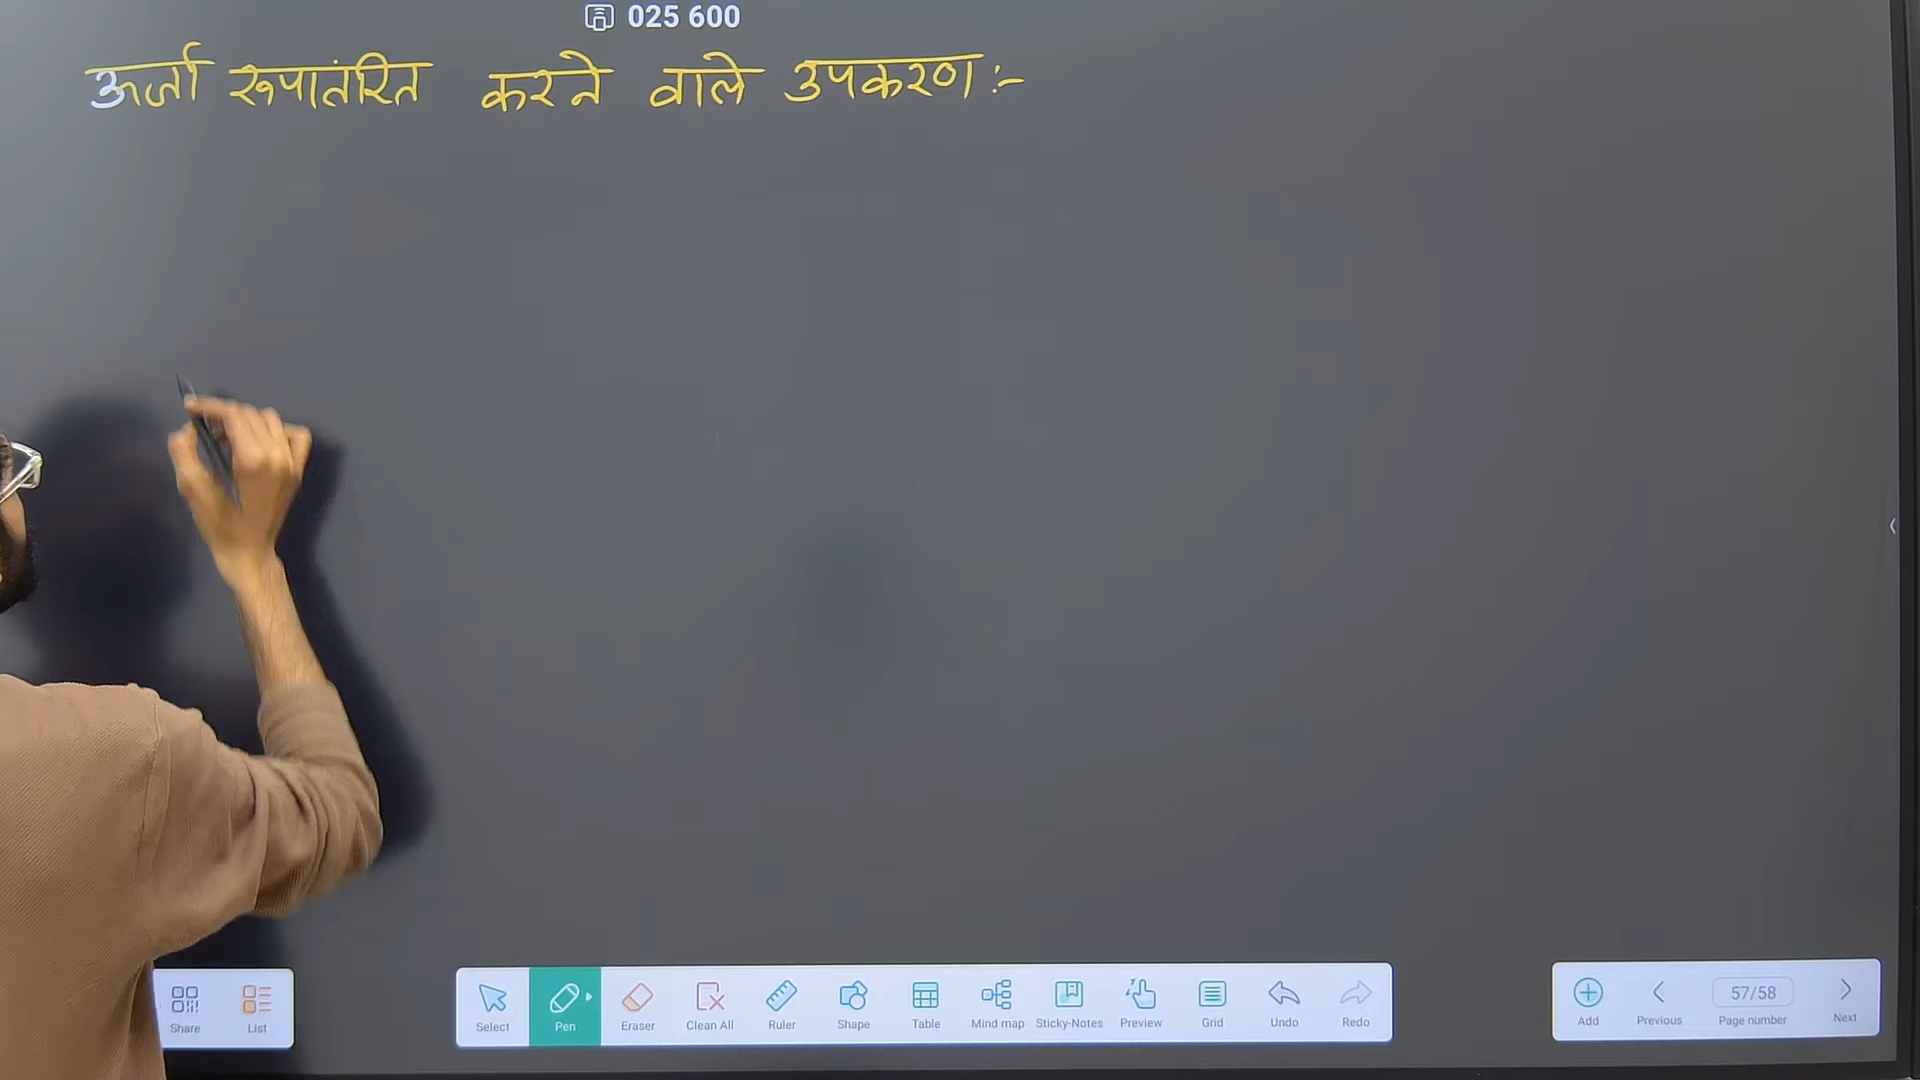 025 600
ऊर्जा रूपांतरित करने वाले उपकरण :-
Share
List
Select
Pen
Eraser
Clean All
Ruler
Shape
Table
Mind map
Sticky-Notes
Preview
Grid
Undo
Redo
Add
Previous
57/58
Page number
Next